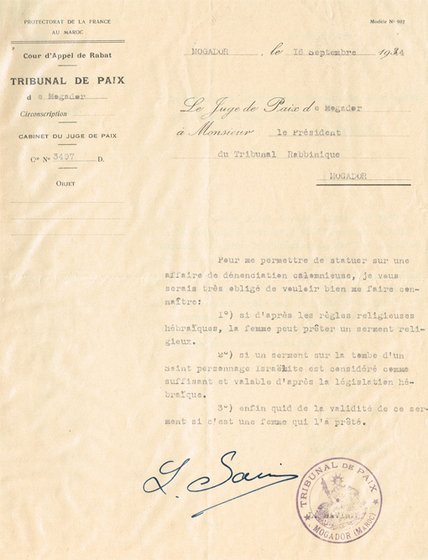 PROTECTORAT DE LA FRANCE
AU MAROC
Modèle N° 902
Cour d'Appel de Rabat
TRIBUNAL DE PAIX
de Mogador
Circonscription
CABINET DU JUGE DE PAIX
Cᵉ N° 3497 D.
OBJET
MOGADOR, le 16 Septembre 19
Le Juge de Paix de Mogador
à Monsieur le Président
du Tribunal Rabbinique
MOGADOR
Pour me permettre de statuer sur une
affaire de dénonciation calomnieuse, je vous
serais très obligé de vouloir bien me faire con-
naître:
1°) si d'après les règles religieuses
hébraïques, la femme peut prêter un serment reli-
gieux.
2°) si un serment sur la tombe d'un
Saint personnage Israëlite est considéré comme
suffisant et valable d'après la législation hé-
braïque.
3°) enfin quid de la validité de ce ser-
ment si c'est une femme qui l'a prêté.
TRIBUNAL DE PAIX
MOGADOR (MAROC)